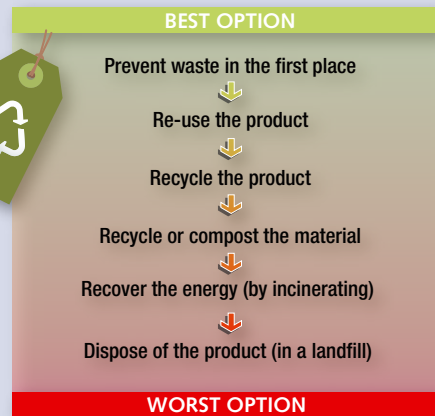 BEST OPTION
Prevent waste in the first place
Re-use the product
Recycle the product
Recycle or compost the material
Recover the energy (by incinerating)
Dispose of the product (in a landfill)
WORST OPTION